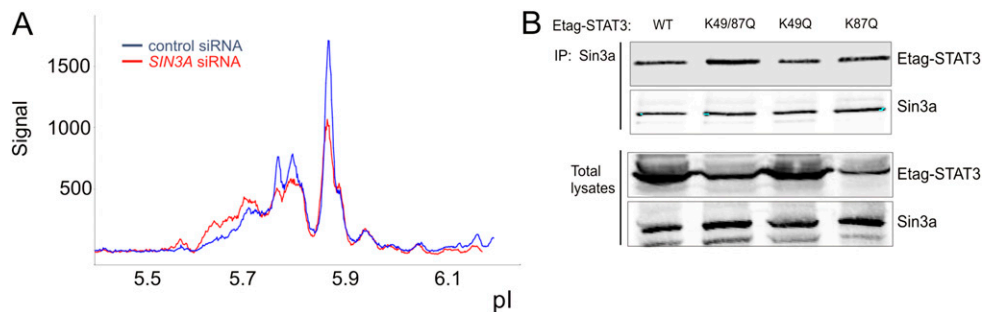 A
control siRNA
SIN3A siRNA
Signal
1500
1000
500
5.5 5.7 5.9 6.1
pI
B
Etag-STAT3: WT K49/87Q K49Q K87Q
IP: Sin3a
Etag-STAT3
Sin3a
Total
lysates
Etag-STAT3
Sin3a